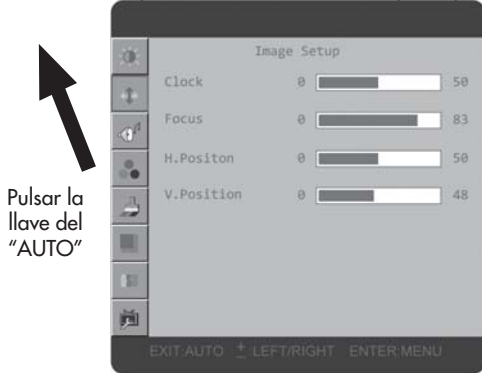 Image Setup
Clock 0 50
Focus 0 83
H.Positon 0 50
V.Position 0 48
Pulsar la
llave del
“AUTO”
EXIT:AUTO +
- LEFT/RIGHT ENTER:MENU